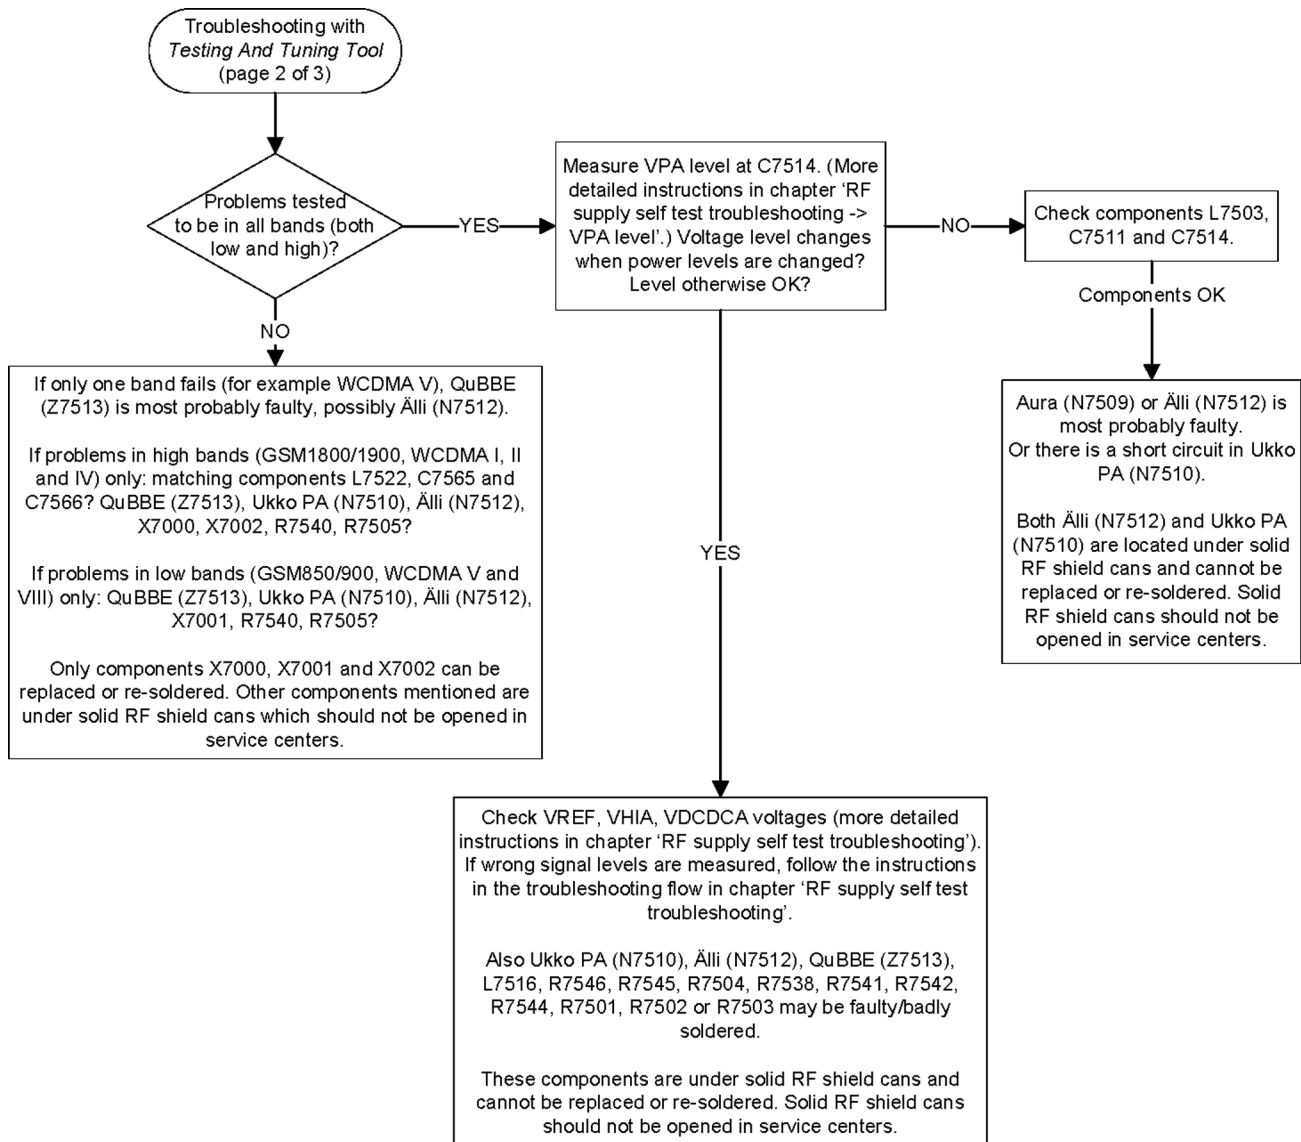 Troubleshooting with
Testing And Tuning Tool
(page 2 of 3)
Problems tested
to be in all bands (both
low and high)?
YES
Measure VPA level at C7514. (More
detailed instructions in chapter ‘RF
supply self test troubleshooting ->
VPA level’.) Voltage level changes
when power levels are changed?
Level otherwise OK?
NO
Check components L7503,
C7511 and C7514.
Components OK
NO
If only one band fails (for example WCDMA V), QuBBE
(Z7513) is most probably faulty, possibly Älli (N7512).
If problems in high bands (GSM1800/1900, WCDMA I, II
and IV) only: matching components L7522, C7565 and
C7566? QuBBE (Z7513), Ukko PA (N7510), Älli (N7512),
X7000, X7002, R7540, R7505?
If problems in low bands (GSM850/900, WCDMA V and
VIII) only: QuBBE (Z7513), Ukko PA (N7510), Älli (N7512),
X7001, R7540, R7505?
Only components X7000, X7001 and X7002 can be
replaced or re-soldered. Other components mentioned are
under solid RF shield cans which should not be opened in
service centers.
Aura (N7509) or Älli (N7512) is
most probably faulty.
Or there is a short circuit in Ukko
PA (N7510).
Both Älli (N7512) and Ukko PA
(N7510) are located under solid
RF shield cans and cannot be
replaced or re-soldered. Solid
RF shield cans should not be
opened in service centers.
YES
Check VREF, VHIA, VDCDCA voltages (more detailed
instructions in chapter ‘RF supply self test troubleshooting’).
If wrong signal levels are measured, follow the instructions
in the troubleshooting flow in chapter ‘RF supply self test
troubleshooting’.
Also Ukko PA (N7510), Älli (N7512), QuBBE (Z7513),
L7516, R7546, R7545, R7504, R7538, R7541, R7542,
R7544, R7501, R7502 or R7503 may be faulty/badly
soldered.
These components are under solid RF shield cans and
cannot be replaced or re-soldered. Solid RF shield cans
should not be opened in service centers.